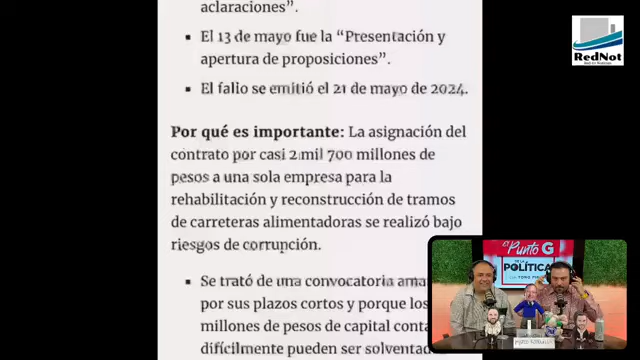 aclaraciones".
El 13 de mayo fue la "Presentación y
apertura de proposiciones".
El fallo se emitió el 21 de mayo de 2024.
Por qué es importante: La asignación del
contrato por casi 2 mil 700 millones de
pesos a una sola empresa para la
rehabilitación y reconstrucción de tramos
de carreteras alimentadoras se realizó bajo
riesgos de corrupción.
Se trató de una convocatoria
por sus plazos cortos y porque los
millones de pesos de capital
difícilmente pueden ser
RedNot
El Punto G
DE LA
POLÍTICA